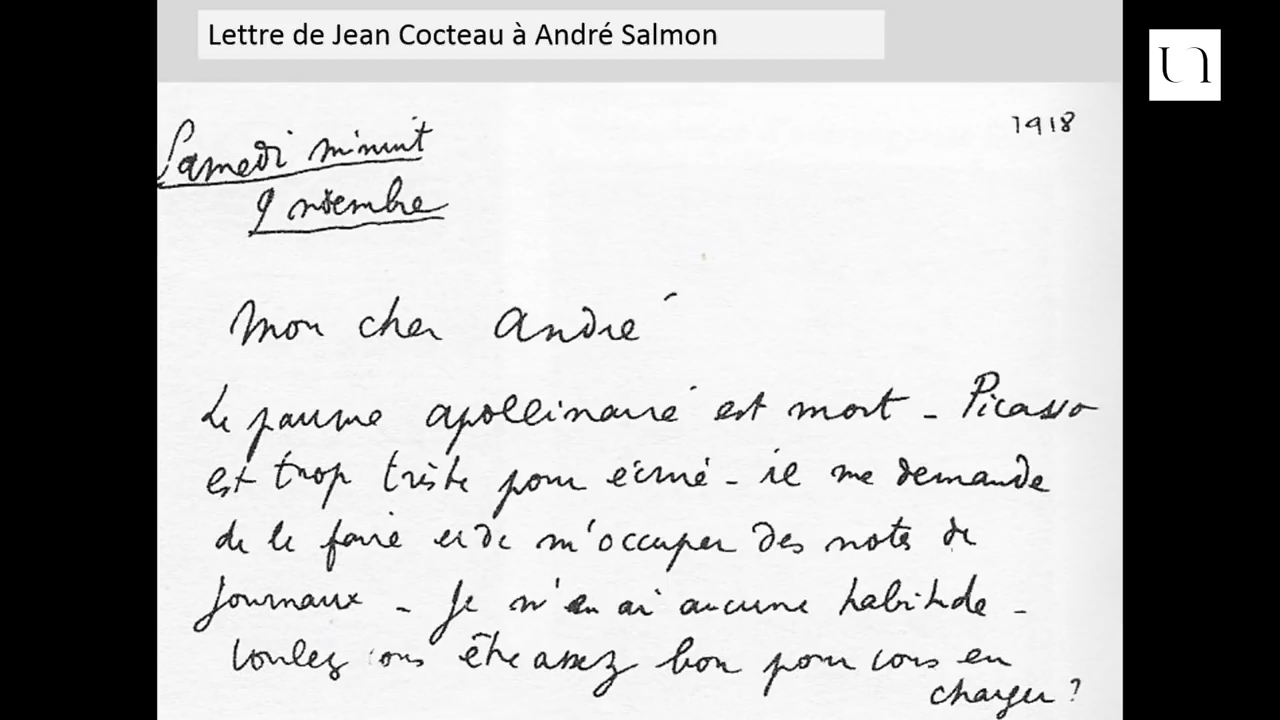 Lettre de Jean Cocteau à André Salmon
1918
Samedi minuit
9 novembre
Mon cher André
Le pauvre Apollinaire est mort - Picasso
est trop triste pour écrire - il me demande
de le faire et de m'occuper des notes de
journaux - Je n'en ai aucune habitude -
Voulez vous être assez bon pour vous en
charger ?